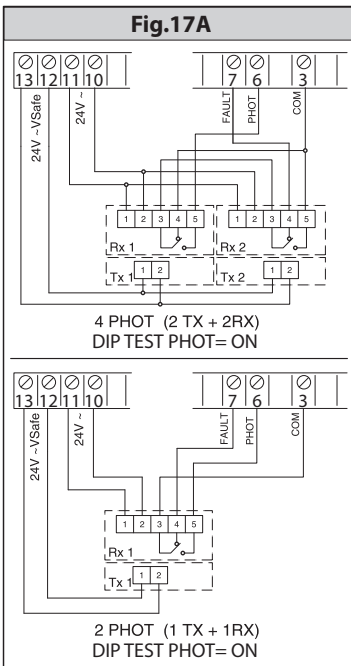 Fig.17A
13 12 11 10 7 6 3
24V ~VSafe
24V ~
FAULT
PHOT
COM
1 2 3 4 5 1 2 3 4 5
Rx 1 Rx 2
Tx 1 1 2 Tx 2 1 2
4 PHOT (2 TX + 2RX)
DIP TEST PHOT= ON
13 12 11 10 7 6 3
24V ~VSafe
24V ~
FAULT
PHOT
COM
1 2 3 4 5
Rx 1
Tx 1 1 2
2 PHOT (1 TX + 1RX)
DIP TEST PHOT= ON